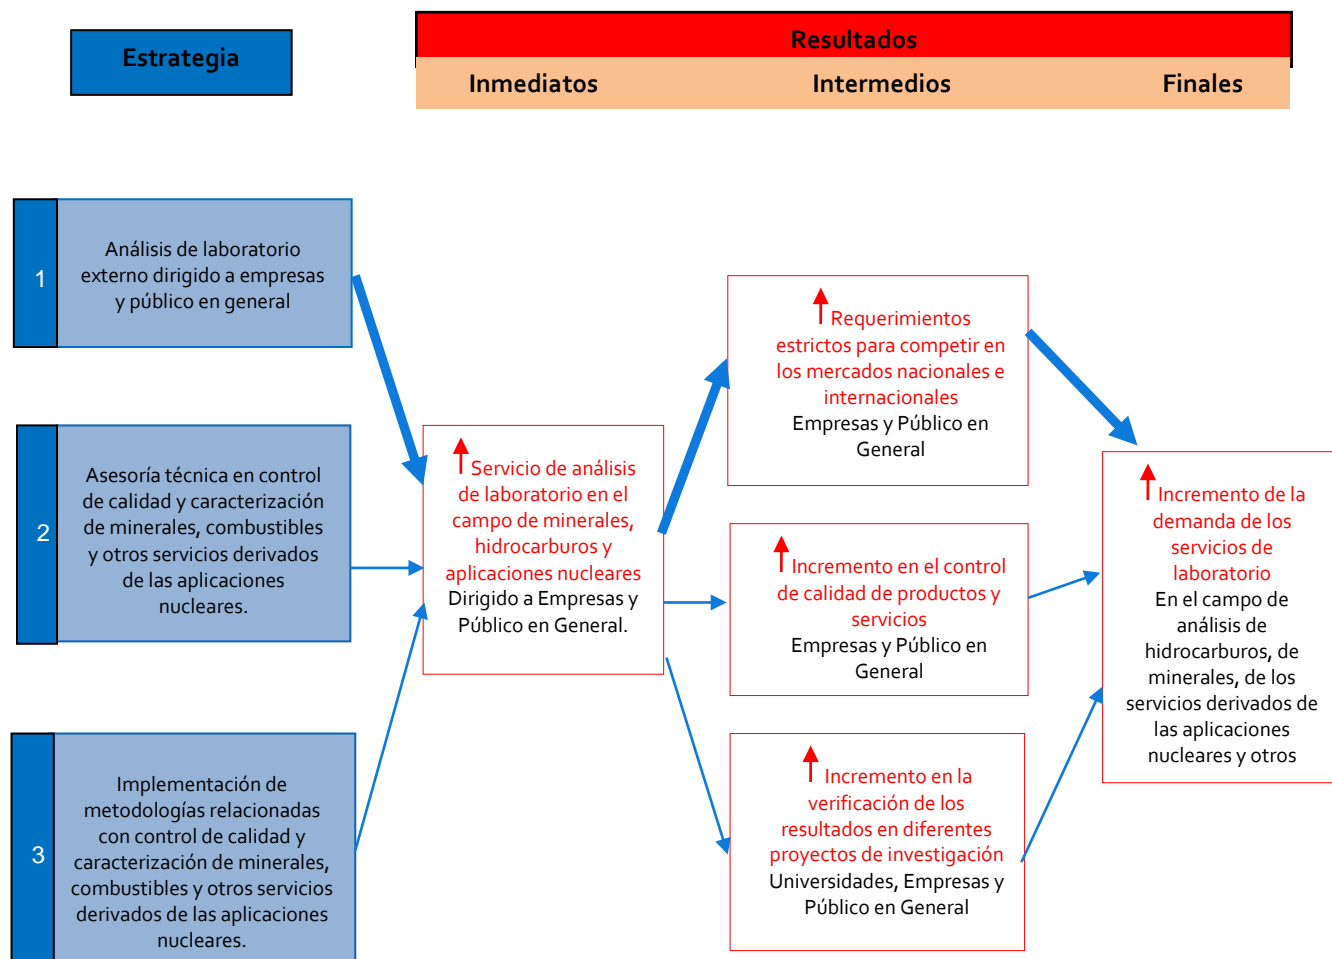 Estrategia
Resultados
Inmediatos
Intermedios
Finales
1
Análisis de laboratorio
externo dirigido a empresas
y público en general
2
Asesoría técnica en control
de calidad y caracterización
de minerales, combustibles
y otros servicios derivados
de las aplicaciones
nucleares.
3
Implementación de
metodologías relacionadas
con control de calidad y
caracterización de minerales,
combustibles y otros servicios
derivados de las aplicaciones
nucleares.
Servicio de análisis
de laboratorio en el
campo de minerales,
hidrocarburos y
aplicaciones nucleares
Dirigido a Empresas y
Público en General.
Requerimientos
estrictos para competir en
los mercados nacionales e
internacionales
Empresas y Público en
General
Incremento en el control
de calidad de productos y
servicios
Empresas y Público en
General
Incremento en la
verificación de los
resultados en diferentes
proyectos de investigación
Universidades, Empresas y
Público en General
Incremento de la
demanda de los
servicios de
laboratorio
En el campo de
análisis de
hidrocarburos, de
minerales, de los
servicios derivados de
las aplicaciones
nucleares y otros